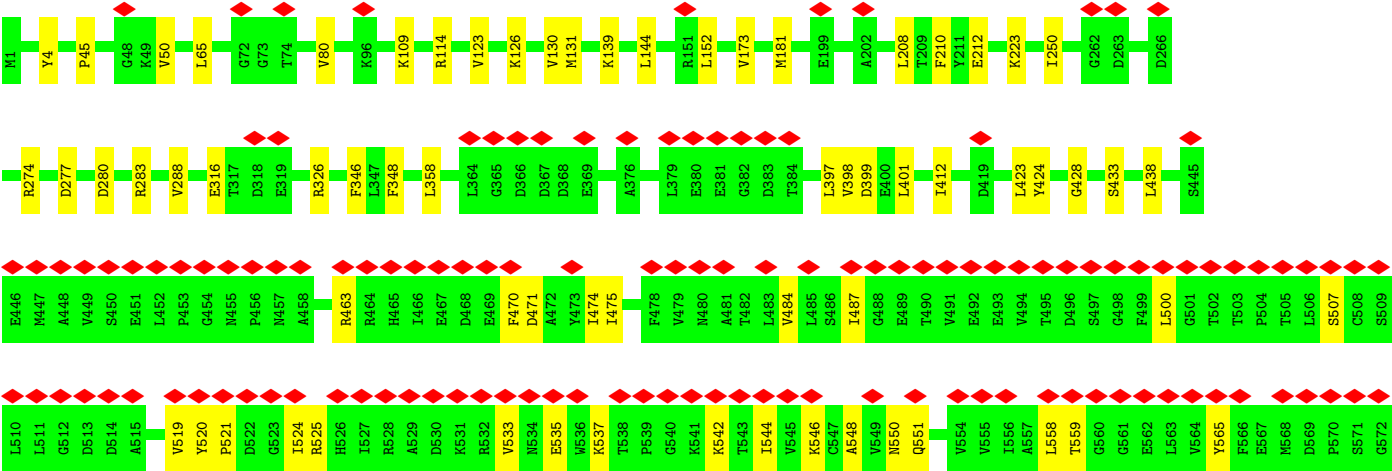 M1 Y4 P45 G48 K49 V50 L65 G72 G73 T74 V80 K96 K109 R114 V123 K126 V130 M131 K139 L144 R151 L152 V173 M181 E199 A202 L208 T209 F210 Y211 E212 K223 I250 G262 D263 D266
R274 D277 D280 R283 V288 E316 T317 D318 E319 R326 F346 L347 F348 L358 L364 G365 D366 D367 D368 E369 A376 L379 E380 E381 G382 D383 T384 L397 V398 D399 E400 L401 I412 D419 L423 Y424 G428 S433 L438 S445
E446 M447 A448 V449 S450 E451 L452 P453 G454 N455 P456 N457 A458 R463 R464 H465 I466 E467 D468 E469 F470 D471 A472 Y473 I474 I475 F478 V479 N480 A481 T482 L483 V484 L485 S486 I487 G488 E489 T490 V491 E492 E493 V494 T495 D496 S497 G498 F499 L500 G501 T502 T503 P504 T505 L506 S507 C508 S509
L510 L511 G512 D513 D514 A515 V519 Y520 P521 D522 G523 I524 R525 H526 I527 R528 A529 D530 K531 R532 V533 N534 E535 W536 K537 T538 P539 G540 K541 K542 T543 I544 V545 K546 C547 A548 V549 N550 Q551 V554 V555 I556 A557 L558 T559 G560 G561 E562 L563 V564 Y565 F566 E567 M568 D569 P570 S571 G572